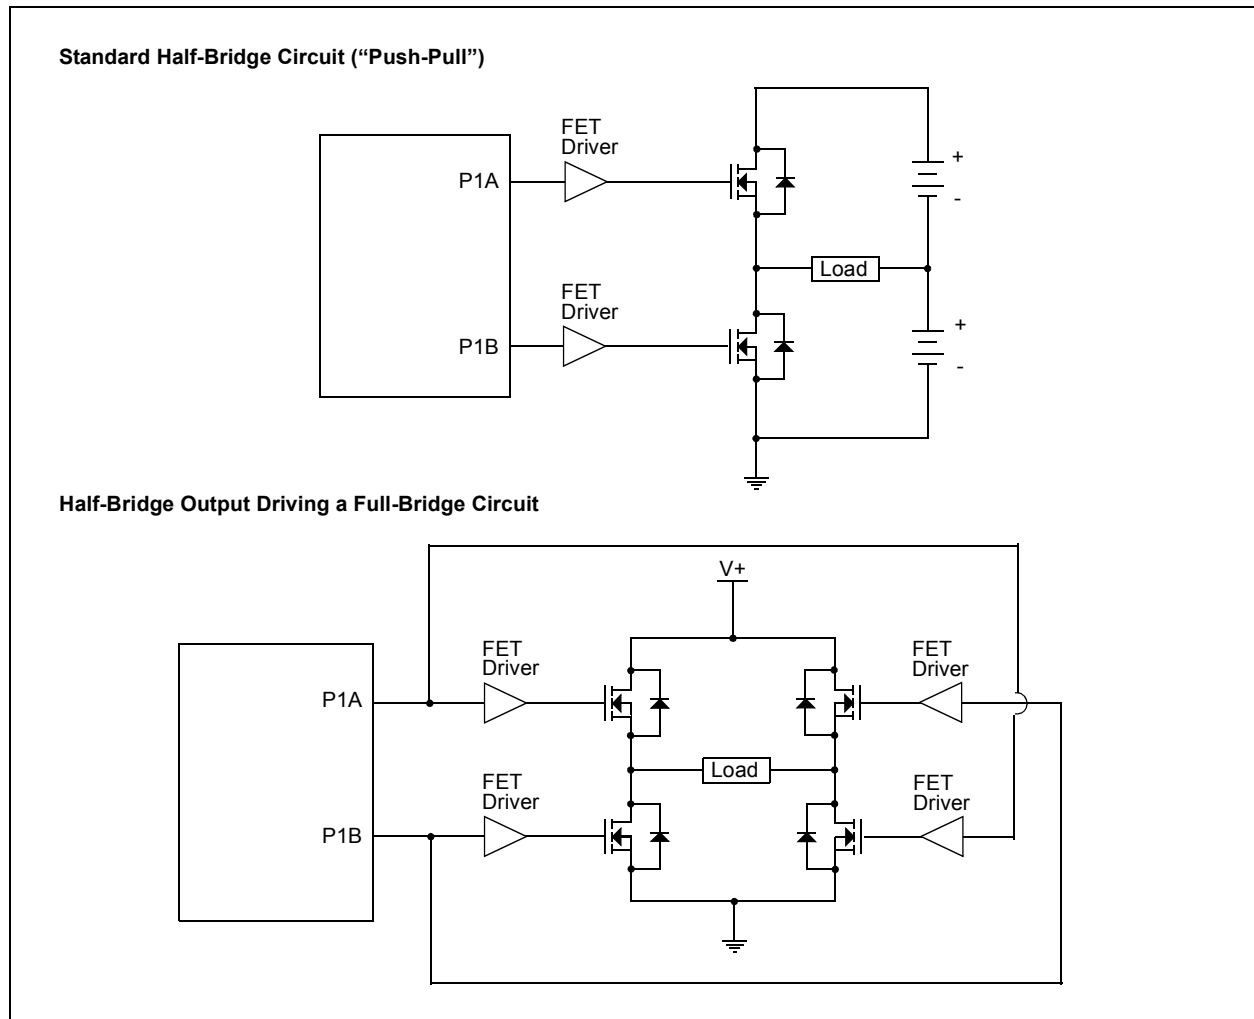 Standard Half-Bridge Circuit (“Push-Pull”)
FET
Driver
P1A
+
-
Load
FET
Driver
P1B
+
-
Half-Bridge Output Driving a Full-Bridge Circuit
V+
FET
Driver
FET
Driver
P1A
Load
FET
Driver
FET
Driver
P1B